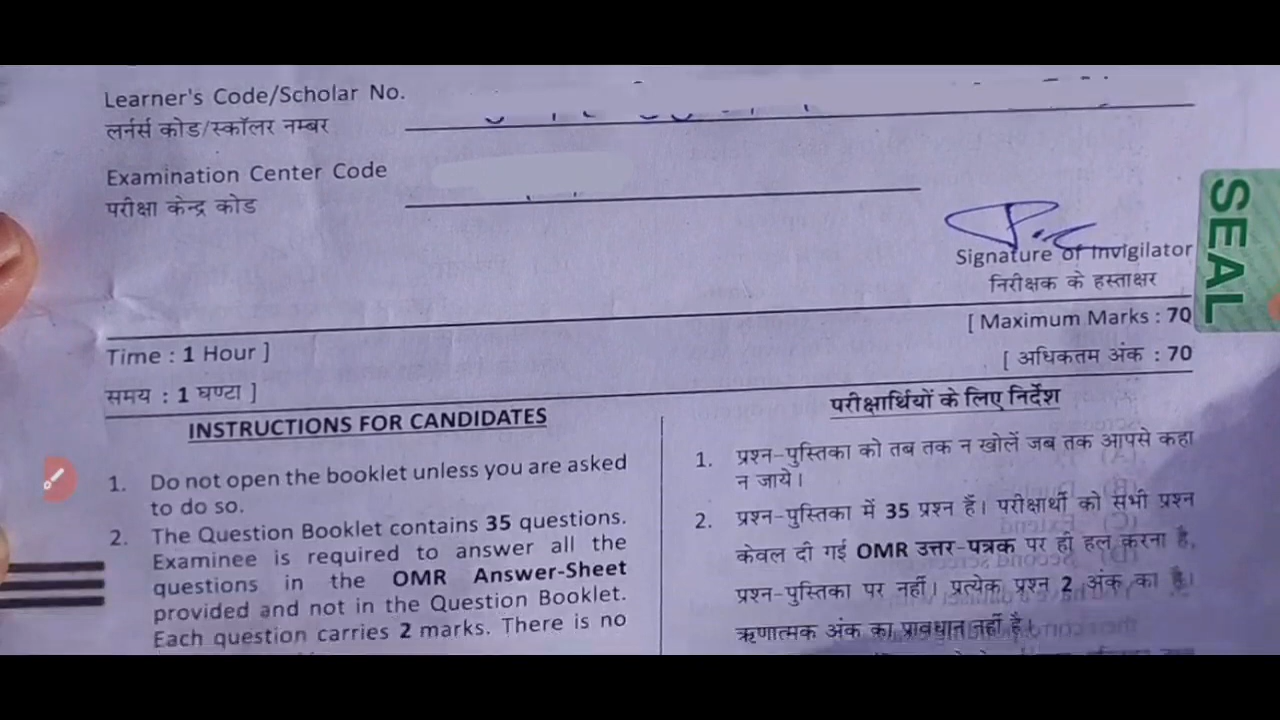 Learner's Code/Scholar No.
लर्नर्स कोड/स्कॉलर नम्बर
Examination Center Code
परीक्षा केन्द्र कोड
SEAL
Signature of Invigilator
निरीक्षक के हस्ताक्षर
Time : 1 Hour ]
[ Maximum Marks : 70
समय : 1 घण्टा ]
[ अधिकतम अंक : 70
INSTRUCTIONS FOR CANDIDATES
1. Do not open the booklet unless you are asked
to do so.
2. The Question Booklet contains 35 questions.
Examinee is required to answer all the
questions in the OMR Answer-Sheet
provided and not in the Question Booklet.
Each question carries 2 marks. There is no
परीक्षार्थियों के लिए निर्देश
1. प्रश्न-पुस्तिका को तब तक न खोलें जब तक आपसे कहा
न जाये।
2. प्रश्न-पुस्तिका में 35 प्रश्न हैं। परीक्षार्थी को सभी प्रश्न
केवल दी गई OMR उत्तर-पत्रक पर ही हल करना है,
प्रश्न-पुस्तिका पर नहीं। प्रत्येक प्रश्न 2 अंक का है।
ऋणात्मक अंक का प्रावधान नहीं है।